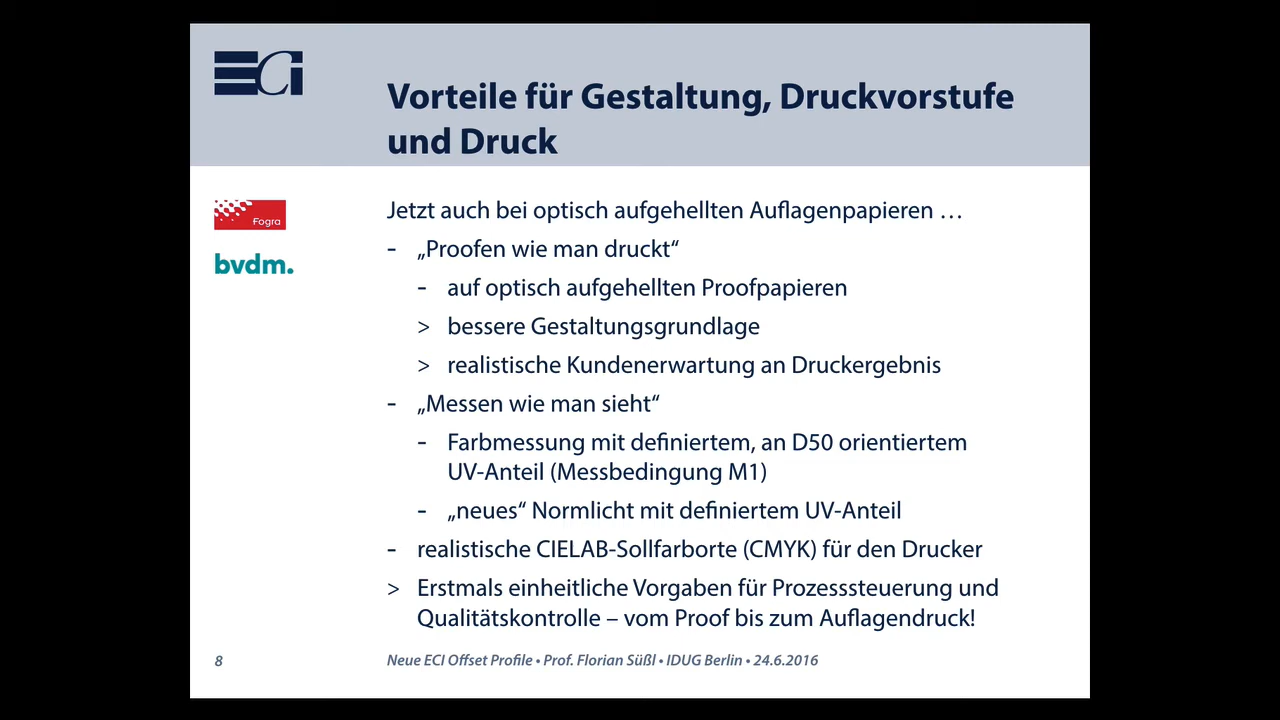 ECi
Vorteile für Gestaltung, Druckvorstufe
und Druck
Fogra
bvdm.
Jetzt auch bei optisch aufgehellten Auflagenpapieren …
- „Proofen wie man druckt“
- auf optisch aufgehellten Proofpapieren
> bessere Gestaltungsgrundlage
> realistische Kundenerwartung an Druckergebnis
- „Messen wie man sieht“
- Farbmessung mit definiertem, an D50 orientiertem
UV-Anteil (Messbedingung M1)
- „neues“ Normlicht mit definiertem UV-Anteil
- realistische CIELAB-Sollfarborte (CMYK) für den Drucker
> Erstmals einheitliche Vorgaben für Prozesssteuerung und
Qualitätskontrolle – vom Proof bis zum Auflagendruck!
8
Neue ECI Offset Profile • Prof. Florian Süßl • IDUG Berlin • 24.6.2016